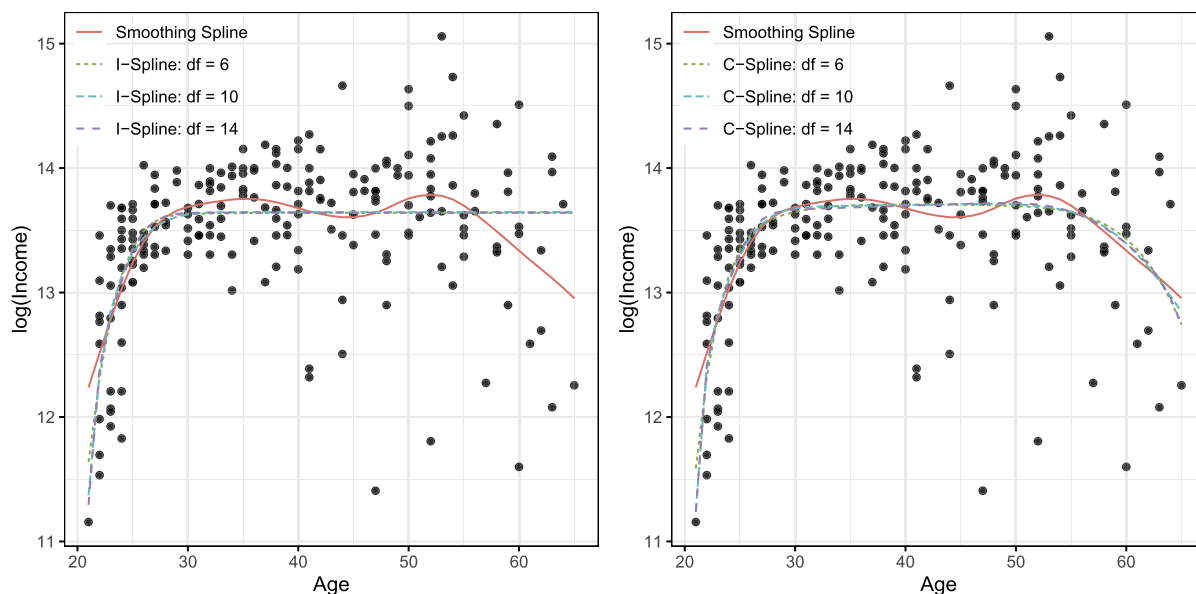 Smoothing Spline
I−Spline: df = 6
I−Spline: df = 10
I−Spline: df = 14
15
14
13
12
11
log(Income)
20 30 40 50 60
Age
Smoothing Spline
C−Spline: df = 6
C−Spline: df = 10
C−Spline: df = 14
15
14
13
12
11
log(Income)
20 30 40 50 60
Age